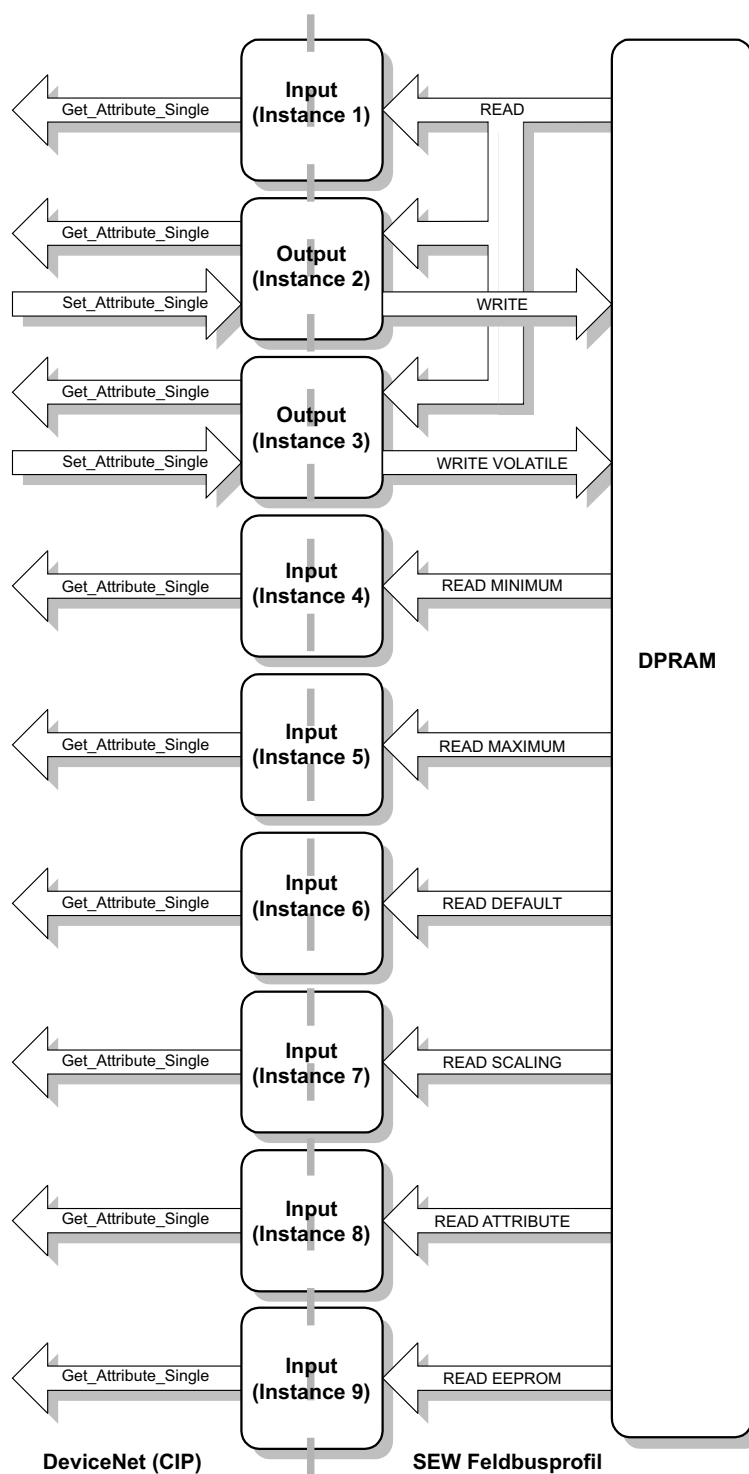 Input
(Instance 1)
Get_Attribute_Single
READ
Get_Attribute_Single
Output
(Instance 2)
Set_Attribute_Single
WRITE
Get_Attribute_Single
Output
(Instance 3)
Set_Attribute_Single
WRITE VOLATILE
Input
(Instance 4)
Get_Attribute_Single
READ MINIMUM
DPRAM
Input
(Instance 5)
Get_Attribute_Single
READ MAXIMUM
Input
(Instance 6)
Get_Attribute_Single
READ DEFAULT
Input
(Instance 7)
Get_Attribute_Single
READ SCALING
Input
(Instance 8)
Get_Attribute_Single
READ ATTRIBUTE
Input
(Instance 9)
Get_Attribute_Single
READ EEPROM
DeviceNet (CIP)
SEW Feldbusprofil